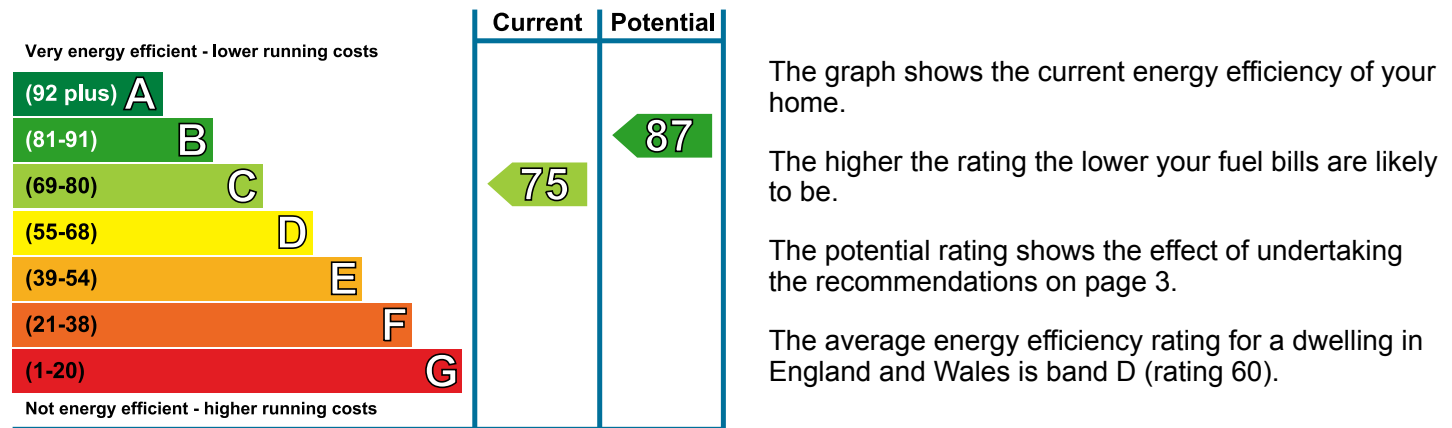 Current Potential
Very energy efficient - lower running costs
(92 plus) A
(81-91) B
87
(69-80) C
75
(55-68) D
(39-54) E
(21-38) F
(1-20) G
Not energy efficient - higher running costs
The graph shows the current energy efficiency of your
home.
The higher the rating the lower your fuel bills are likely
to be.
The potential rating shows the effect of undertaking
the recommendations on page 3.
The average energy efficiency rating for a dwelling in
England and Wales is band D (rating 60).